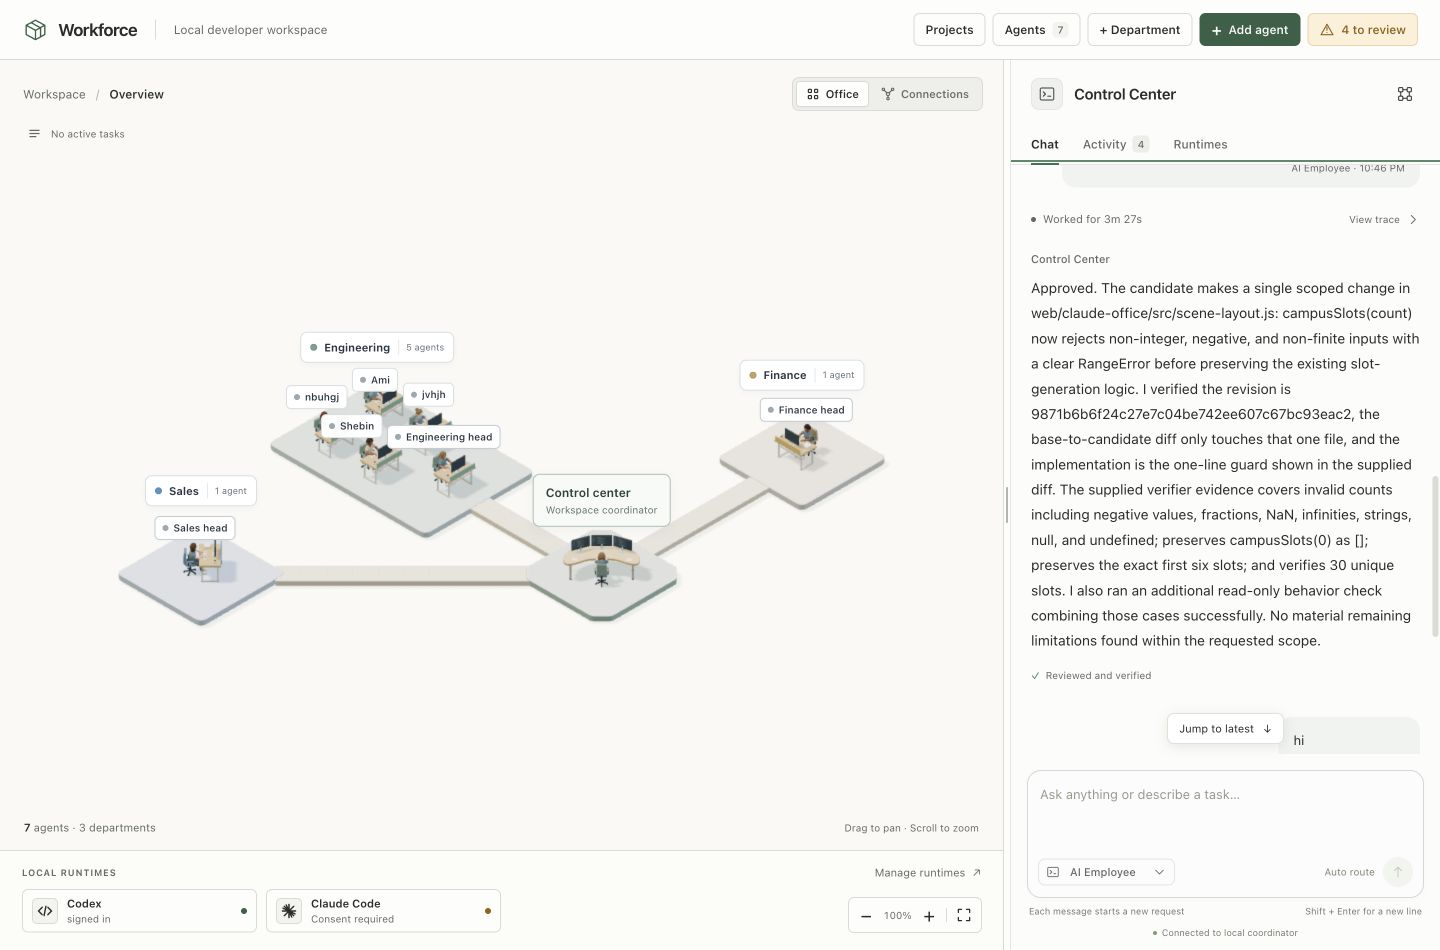 Workforce
Local developer workspace
Projects
Agents 7
+ Department
+ Add agent
4 to review
Workspace / Overview
Office
Connections
No active tasks
Engineering 5 agents
Ami
nbuhgj
jvhjh
Shebin
Engineering head
Finance 1 agent
Finance head
Sales 1 agent
Sales head
Control center
Workspace coordinator
7 agents · 3 departments
Drag to pan · Scroll to zoom
LOCAL RUNTIMES
Manage runtimes
Codex
signed in
Claude Code
Consent required
100%
Control Center
Chat
Activity 4
Runtimes
AI Employee · 10:46 PM
Worked for 3m 27s
View trace
Control Center
Approved. The candidate makes a single scoped change in
web/claude-office/src/scene-layout.js: campusSlots(count)
now rejects non-integer, negative, and non-finite inputs with
a clear RangeError before preserving the existing slot-
generation logic. I verified the revision is
9871b6b6f24c27e7c04be742ee607c67bc93eac2, the
base-to-candidate diff only touches that one file, and the
implementation is the one-line guard shown in the supplied
diff. The supplied verifier evidence covers invalid counts
including negative values, fractions, NaN, infinities, strings,
null, and undefined; preserves campusSlots(0) as [];
preserves the exact first six slots; and verifies 30 unique
slots. I also ran an additional read-only behavior check
combining those cases successfully. No material remaining
limitations found within the requested scope.
Reviewed and verified
Jump to latest
hi
Ask anything or describe a task...
AI Employee
Auto route
Each message starts a new request
Shift + Enter for a new line
Connected to local coordinator